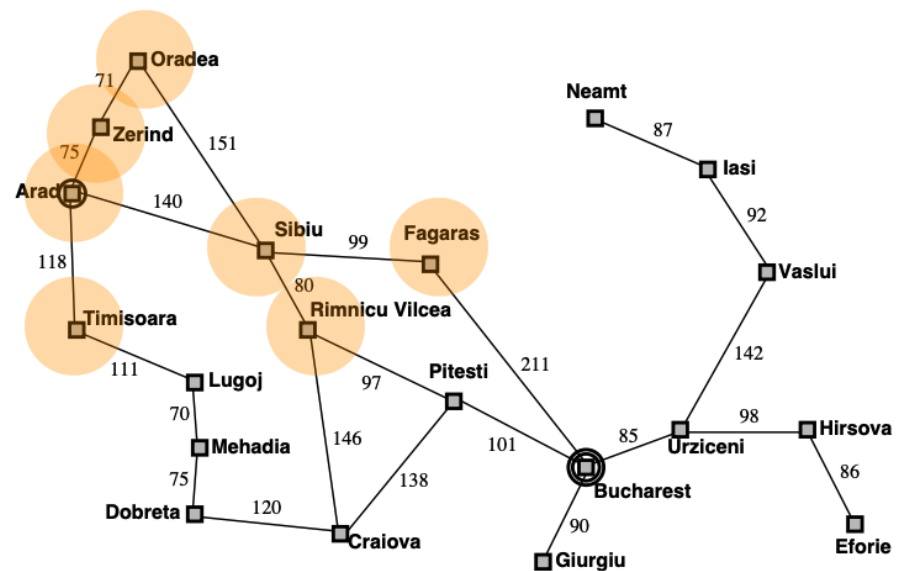 Oradea
71
Neamt
87
Zerind
151
75
Iasi
Arad
140
92
Sibiu
Fagaras
99
118
80
Vaslui
Timisoara
Rimnicu Vilcea
111
Pitesti
211
142
Lugoj
97
70
146
101
85
98
Hirsova
Mehadia
Urziceni
75
138
86
Bucharest
Dobreta
120
90
Craiova
Eforie
Giurgiu